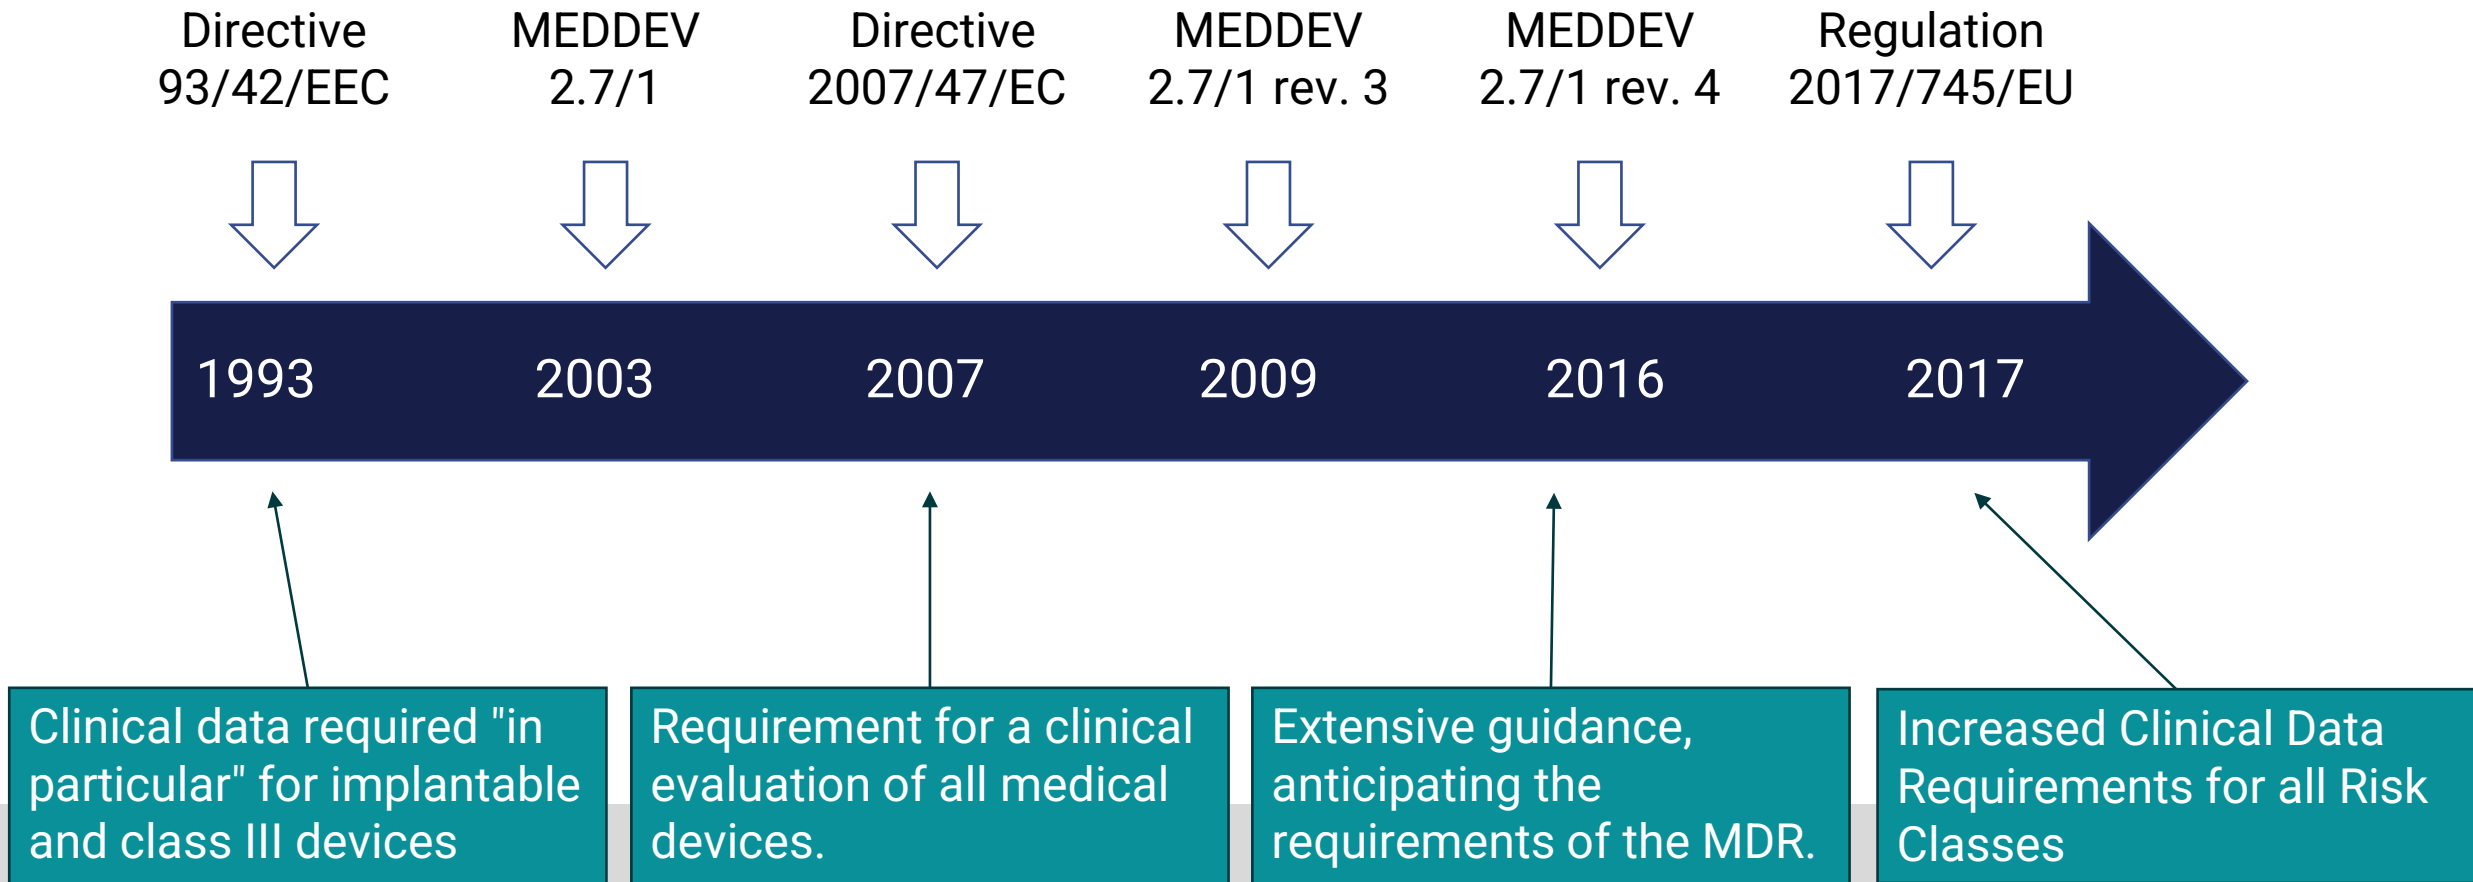 Directive
93/42/EEC
MEDDEV
2.7/1
Directive
2007/47/EC
MEDDEV
2.7/1 rev. 3
MEDDEV
2.7/1 rev. 4
Regulation
2017/745/EU
1993
2003
2007
2009
2016
2017
Clinical data required "in
particular" for implantable
and class III devices
Requirement for a clinical
evaluation of all medical
devices.
Extensive guidance,
anticipating the
requirements of the MDR.
Increased Clinical Data
Requirements for all Risk
Classes